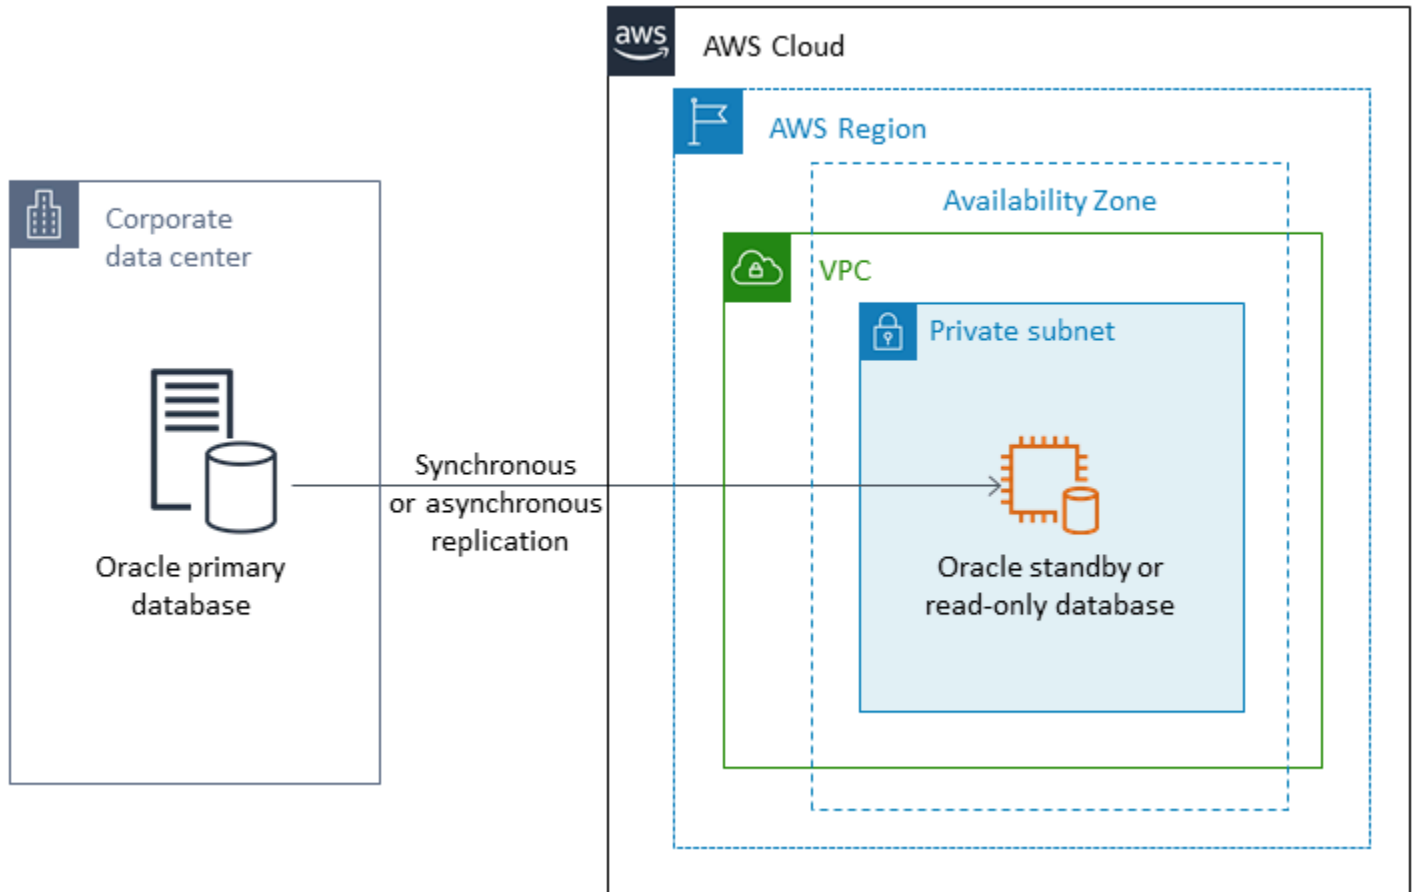 aws
AWS Cloud
AWS Region
Availability Zone
Corporate
data center
VPC
Private subnet
Synchronous
or asynchronous
replication
Oracle primary
database
Oracle standby or
read-only database